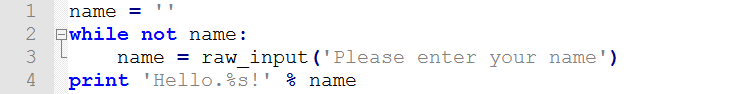 1 name = ''
2 while not name:
3     name = raw_input('Please enter your name')
4 print 'Hello.%s!' % name